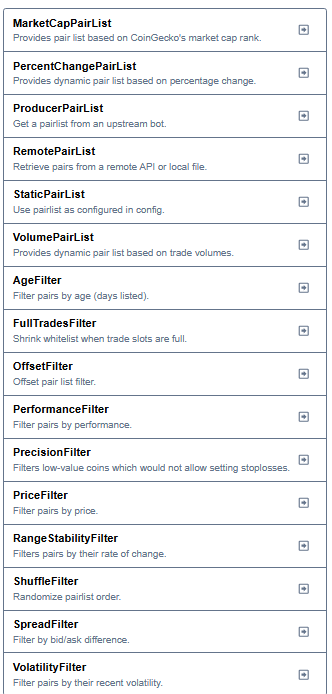 MarketCapPairList
Provides pair list based on CoinGecko's market cap rank.
PercentChangePairList
Provides dynamic pair list based on percentage change.
ProducerPairList
Get a pairlist from an upstream bot.
RemotePairList
Retrieve pairs from a remote API or local file.
StaticPairList
Use pairlist as configured in config.
VolumePairList
Provides dynamic pair list based on trade volumes.
AgeFilter
Filter pairs by age (days listed).
FullTradesFilter
Shrink whitelist when trade slots are full.
OffsetFilter
Offset pair list filter.
PerformanceFilter
Filter pairs by performance.
PrecisionFilter
Filters low-value coins which would not allow setting stoplosses.
PriceFilter
Filter pairs by price.
RangeStabilityFilter
Filters pairs by their rate of change.
ShuffleFilter
Randomize pairlist order.
SpreadFilter
Filter by bid/ask difference.
VolatilityFilter
Filter pairs by their recent volatility.